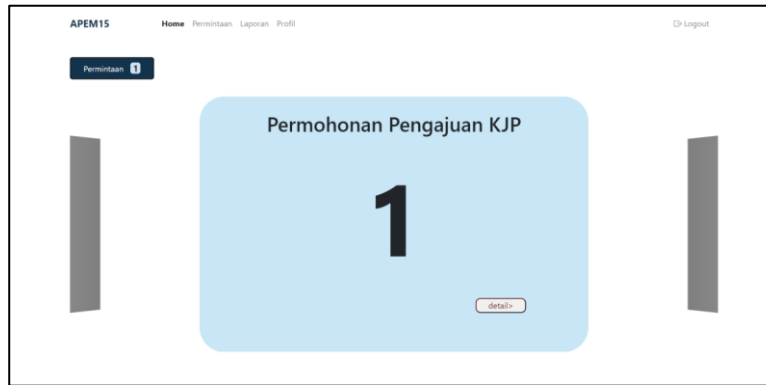 APEM15 Home Permintaan Laporan Profil Logout
Permintaan 1
Permohonan Pengajuan KJP
1
detail>